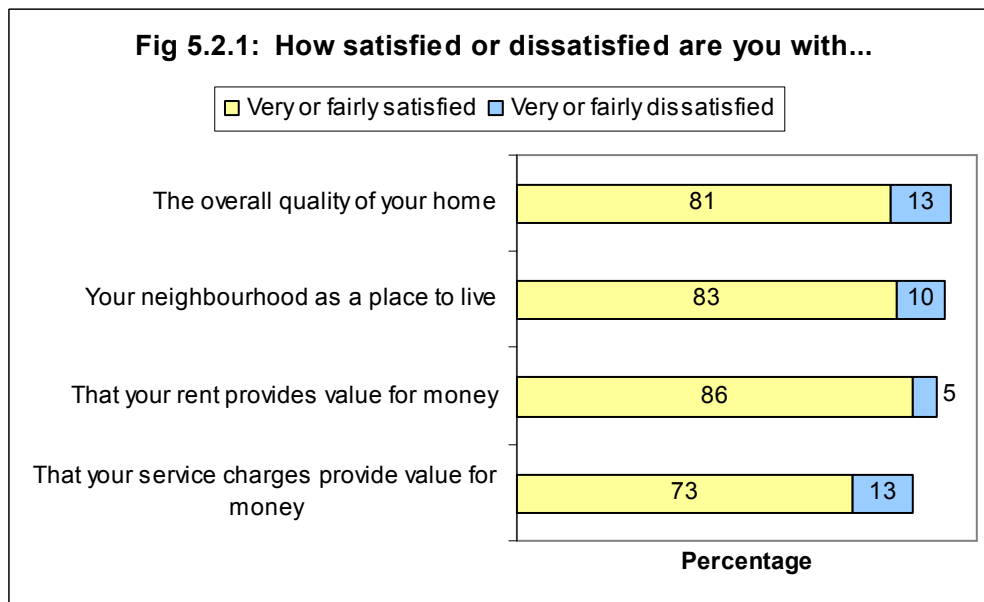 Fig 5.2.1: How satisfied or dissatisfied are you with...
Very or fairly satisfied Very or fairly dissatisfied
The overall quality of your home 81 13
Your neighbourhood as a place to live 83 10
That your rent provides value for money 86 5
That your service charges provide value for
money 73 13
Percentage